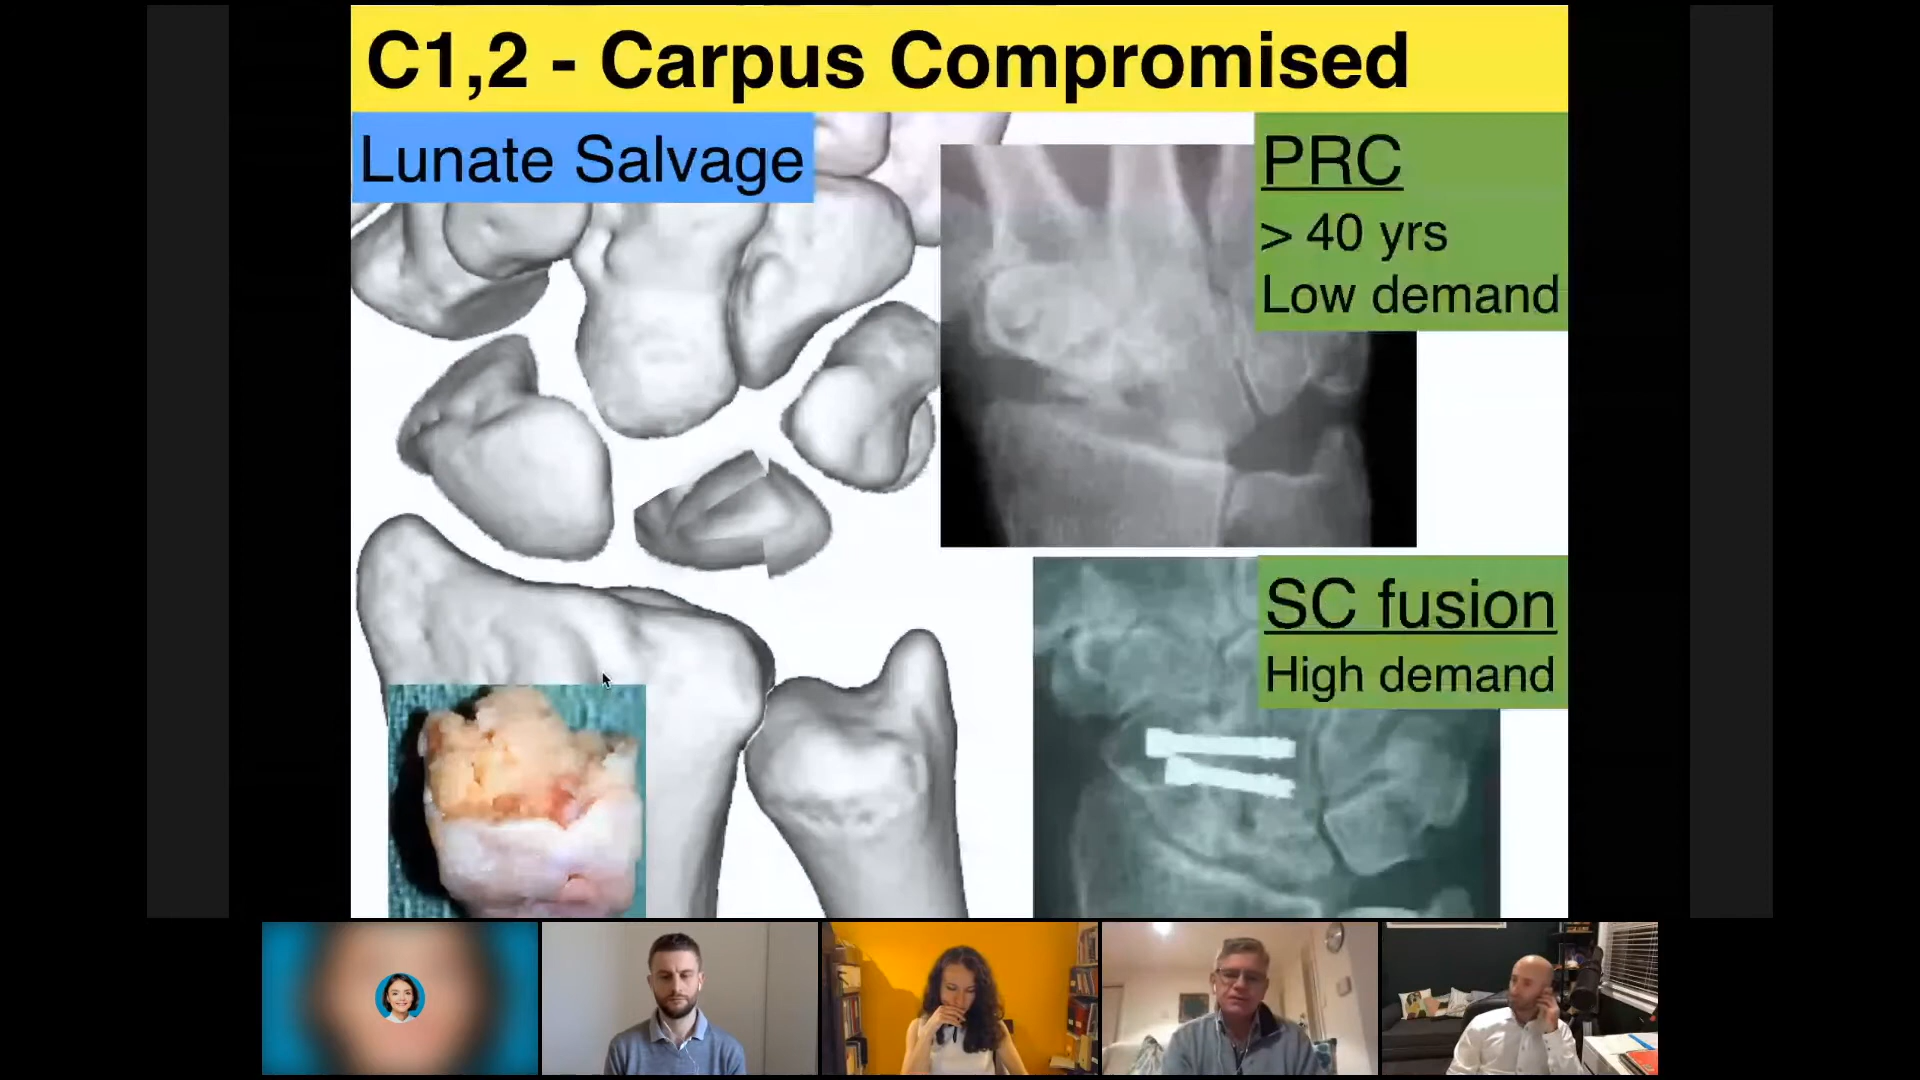 C1,2 - Carpus Compromised
Lunate Salvage
PRC
> 40 yrs
Low demand
SC fusion
High demand